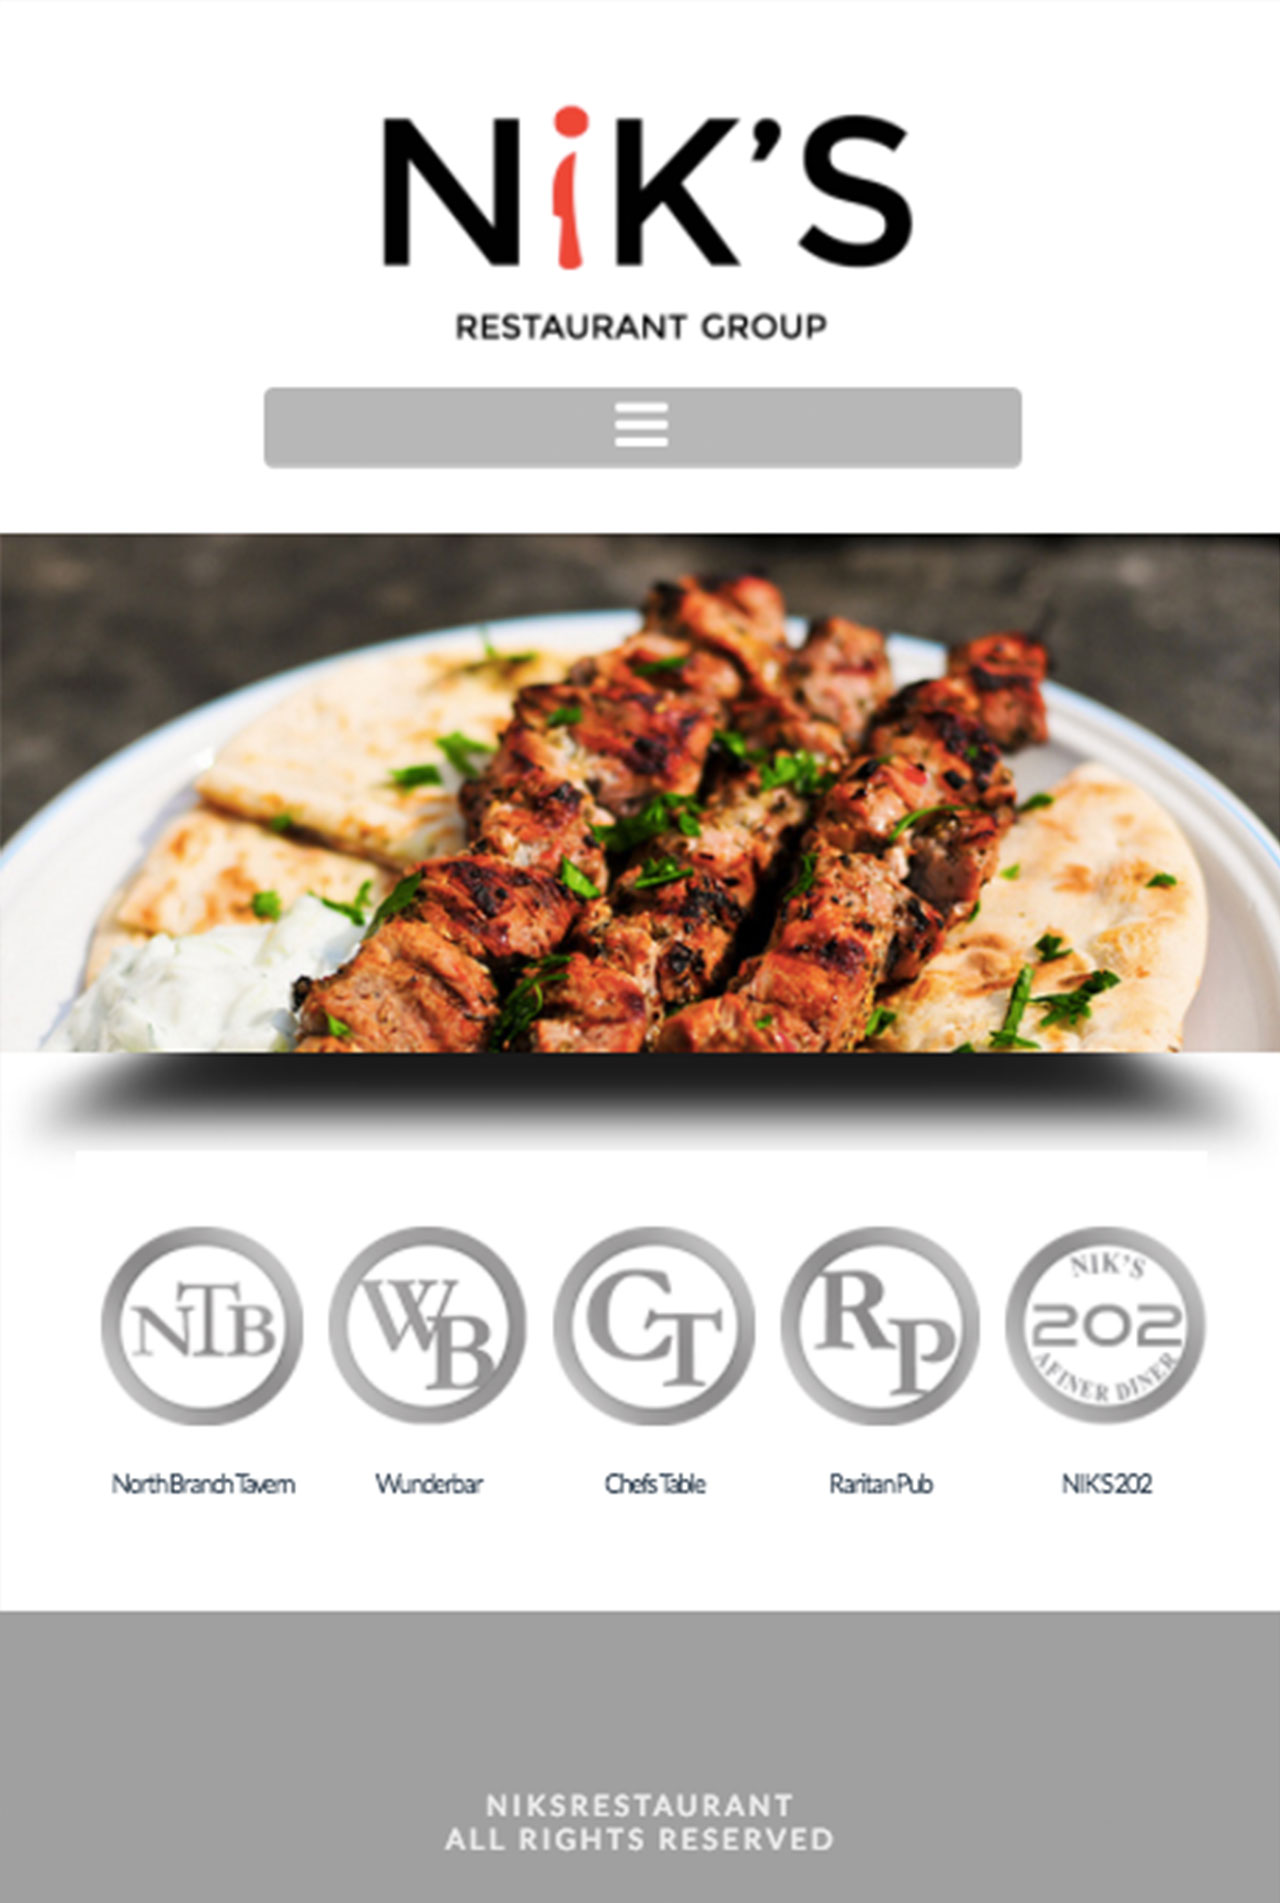 NiK'S
RESTAURANT GROUP
NTB
WB
CT
RP
NIK'S
202
A FINER DINER
North Branch Tavern
Wunderbar
Chefs Table
Raritan Pub
NIK'S 202
NIKSRESTAURANT
ALL RIGHTS RESERVED